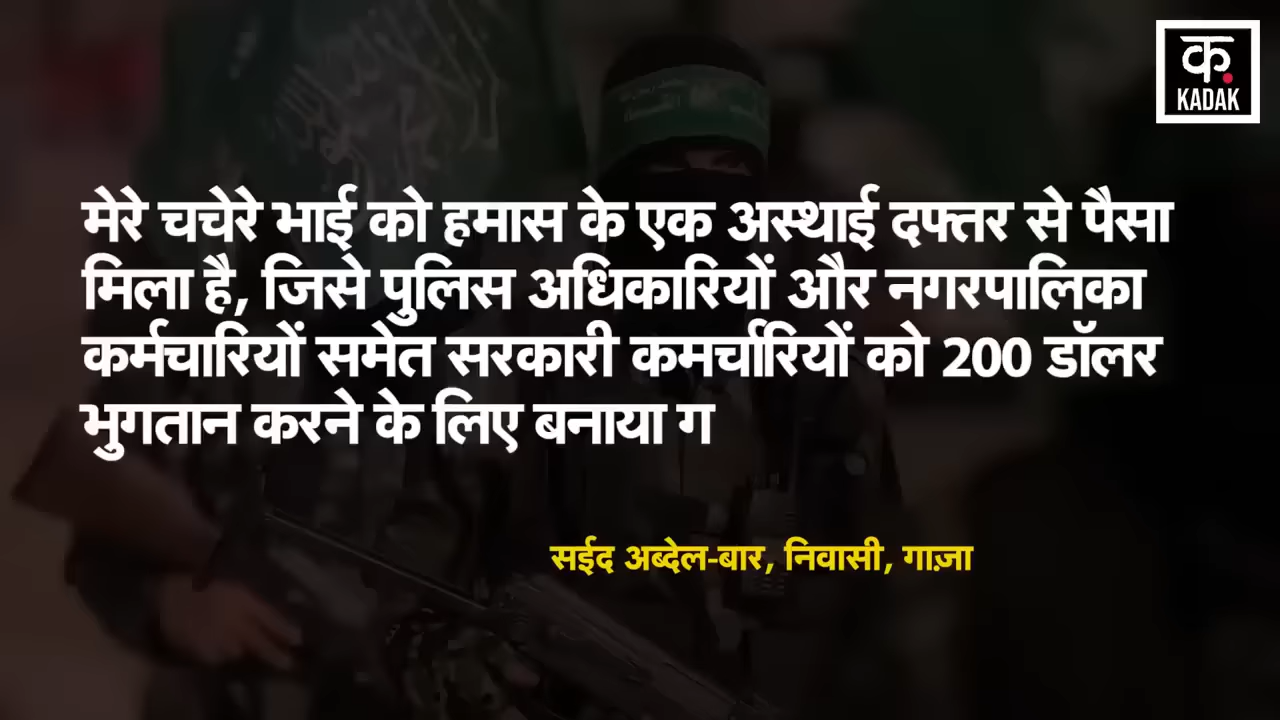 क.
KADAK
मेरे चचेरे भाई को हमास के एक अस्थाई दफ्तर से पैसा
मिला है, जिसे पुलिस अधिकारियों और नगरपालिका
कर्मचारियों समेत सरकारी कमर्चारियों को 200 डॉलर
भुगतान करने के लिए बनाया ग
सईद अब्देल-बार, निवासी, गाज़ा